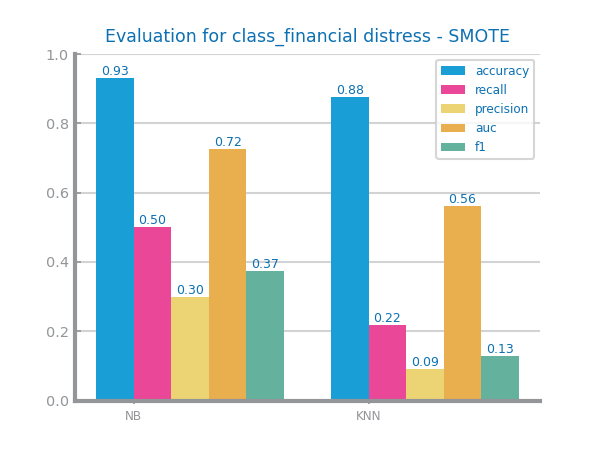 Evaluation for class_financial distress - SMOTE
1.0
0.8
0.6
0.4
0.2
0.0
0.93
0.50
0.30
0.72
0.37
0.88
0.22
0.09
0.56
0.13
accuracy
recall
precision
auc
f1
NB
KNN